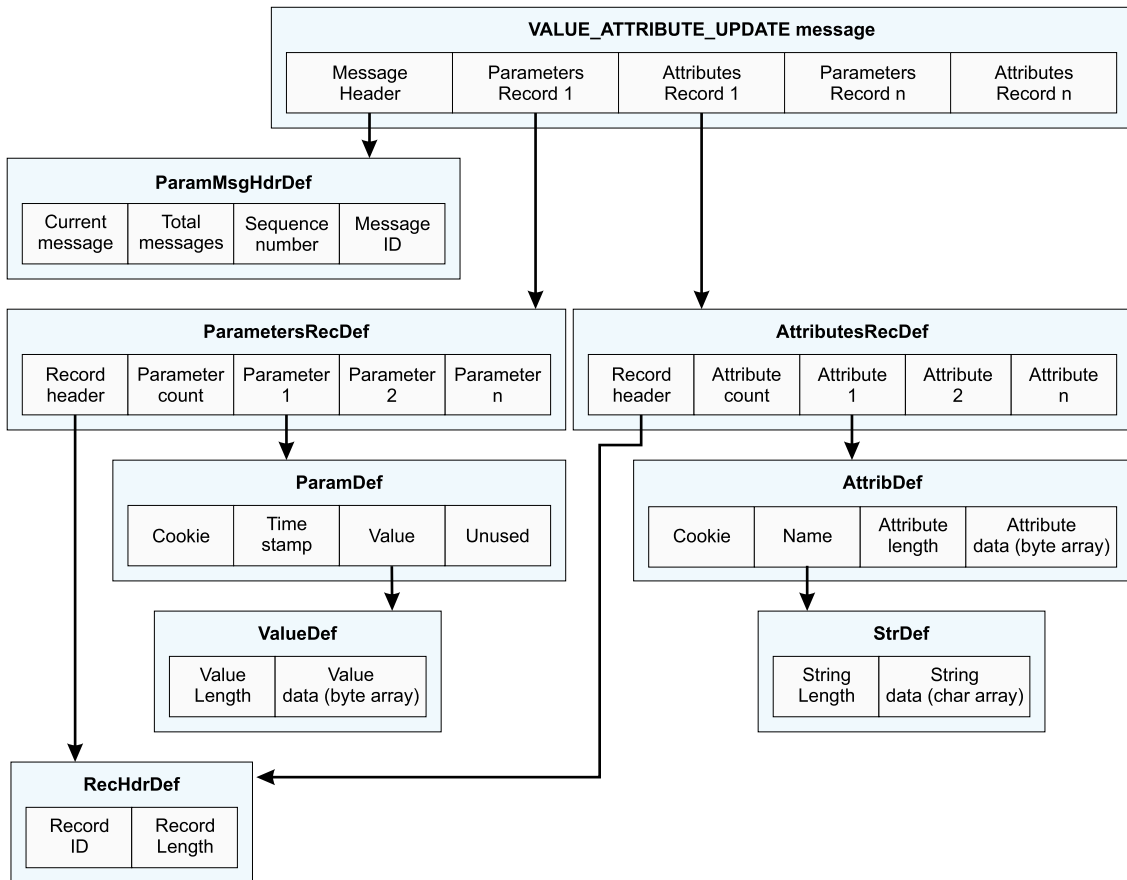 VALUE_ATTRIBUTE_UPDATE message
Message
Header
Parameters
Record 1
Attributes
Record 1
Parameters
Record n
Attributes
Record n
ParamMsgHdrDef
Current
message
Total
messages
Sequence
number
Message
ID
ParametersRecDef
Record
header
Parameter
count
Parameter
1
Parameter
2
Parameter
n
AttributesRecDef
Record
header
Attribute
count
Attribute
1
Attribute
2
Attribute
n
ParamDef
Cookie
Time
stamp
Value
Unused
AttribDef
Cookie
Name
Attribute
length
Attribute
data (byte array)
ValueDef
Value
Length
Value
data (byte array)
StrDef
String
Length
String
data (char array)
RecHdrDef
Record
ID
Record
Length